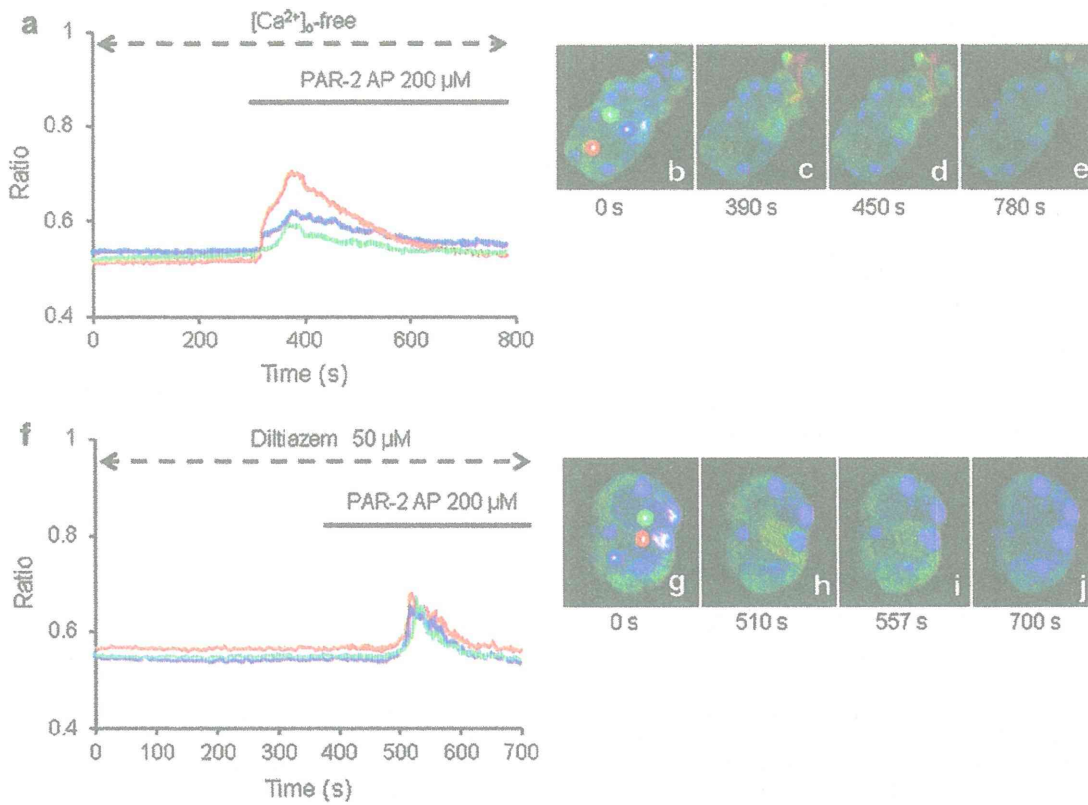 a
[Ca²⁺]₀-free
PAR-2 AP 200 µM
1
0.8
0.6
0.4
Ratio
0 200 400 600 800
Time (s)
b c d e
0 s 390 s 450 s 780 s
f
Diltiazem 50 µM
PAR-2 AP 200 µM
1
0.8
0.6
0.4
Ratio
0 100 200 300 400 500 600 700
Time (s)
g h i j
0 s 510 s 557 s 700 s